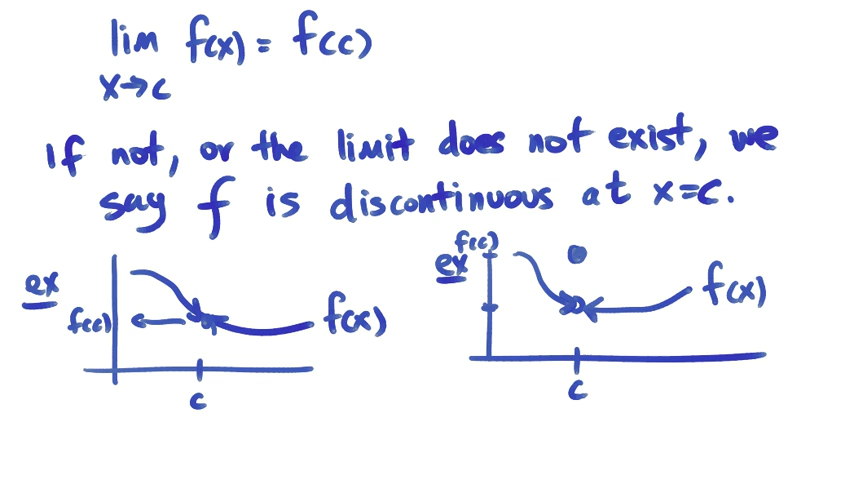 lim f(x) = f(c)
x→c
If not, or the limit does not exist, we
say f is discontinuous at x=c.
ex
f(c)
f(x)
c
ex
f(c)
f(x)
c